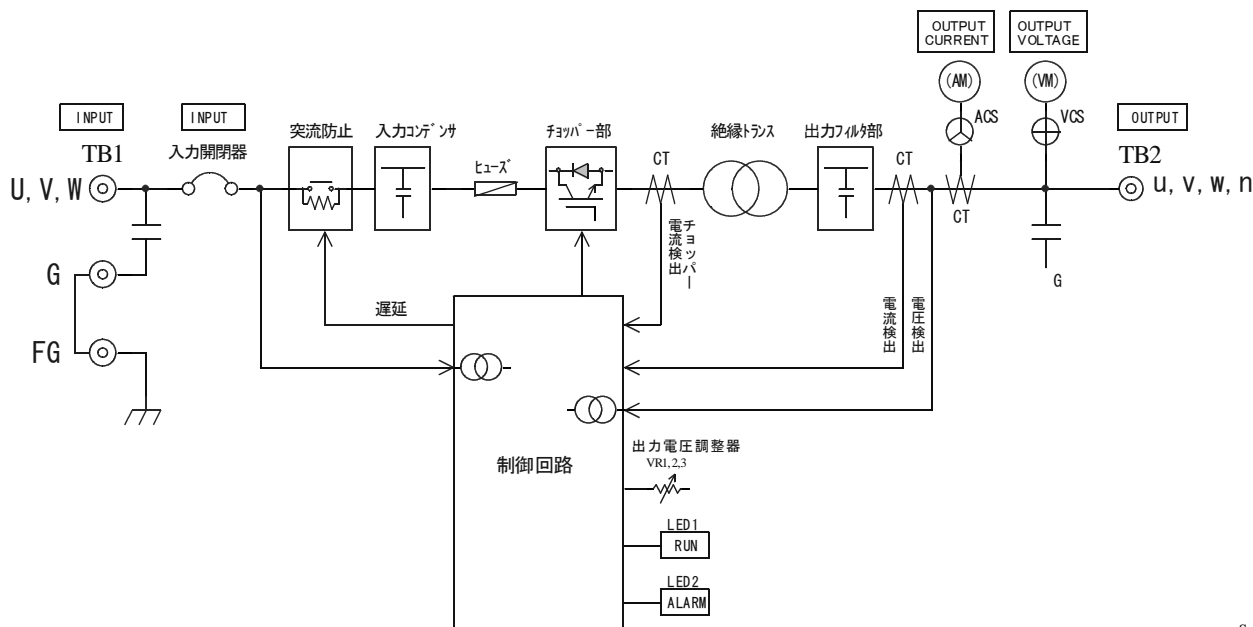 OUTPUT
CURRENT
OUTPUT
VOLTAGE
(AM)
(VM)
ACS
VCS
INPUT
INPUT
OUTPUT
TB1
入力開閉器
突流防止
入力ｺﾝﾃﾞﾝｻ
ﾋｭｰｽﾞ
ﾁｮｯﾊﾟｰ部
CT
絶縁ﾄランス
出力ﾌｨﾙﾀ部
CT
CT
TB2
U, V, W
u, v, w, n
G
G
FG
チョッパー
電流検出
電流検出
電圧検出
遅延
制御回路
出力電圧調整器
VR1,2,3
LED1
RUN
LED2
ALARM